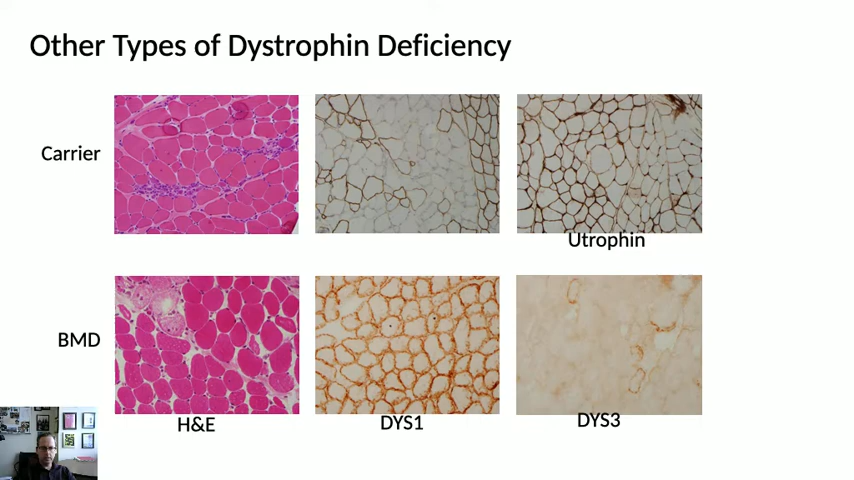 Other Types of Dystrophin Deficiency
Carrier
Utrophin
BMD
H&E
DYS1
DYS3